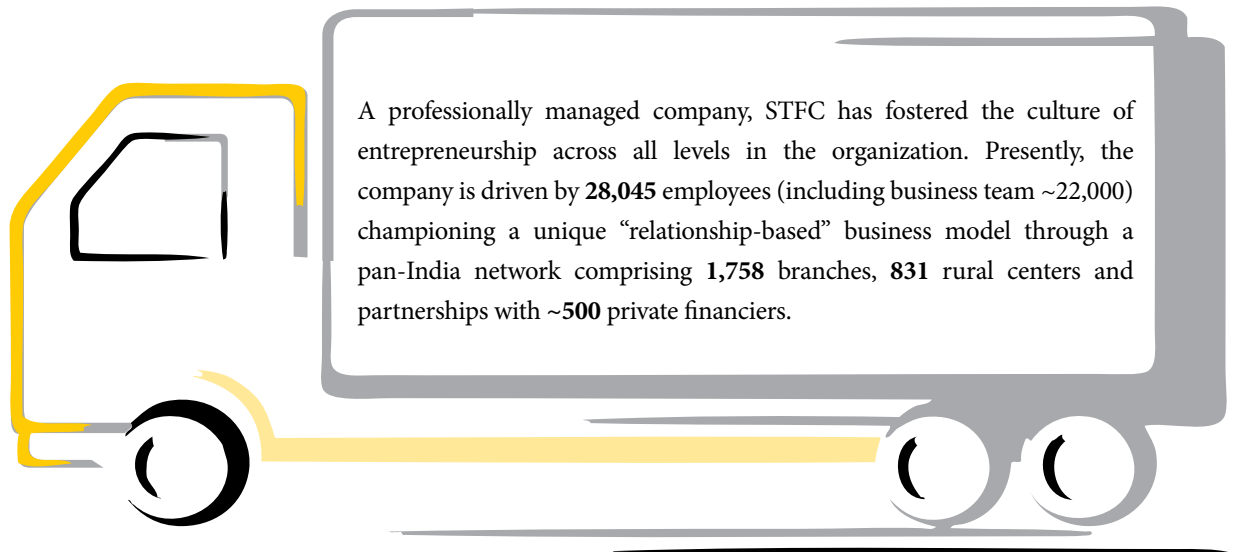 A professionally managed company, STFC has fostered the culture of
entrepreneurship across all levels in the organization. Presently, the
company is driven by 28,045 employees (including business team ~22,000)
championing a unique “relationship-based” business model through a
pan-India network comprising 1,758 branches, 831 rural centers and
partnerships with ~500 private financiers.